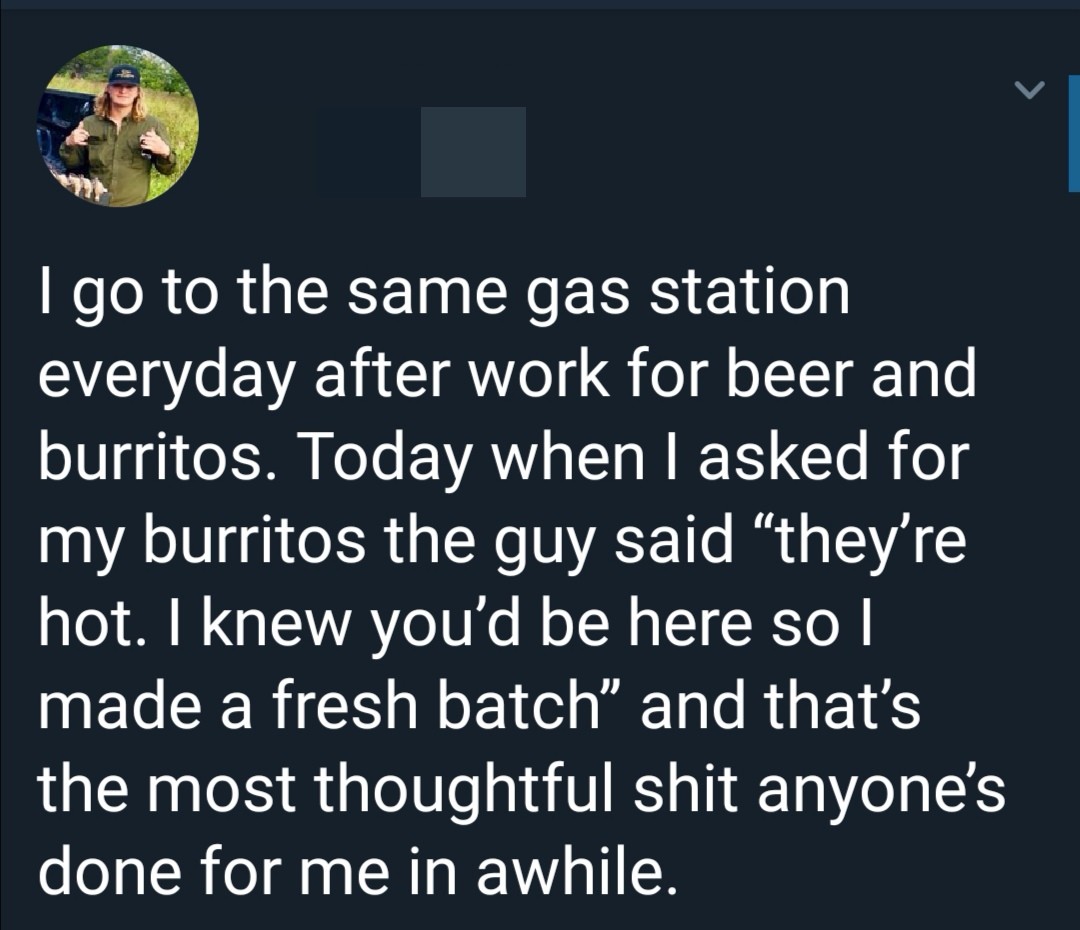 I go to the same gas station
everyday after work for beer and
burritos. Today when I asked for
my burritos the guy said “they’re
hot. I knew you’d be here so I
made a fresh batch” and that’s
the most thoughtful shit anyone’s
done for me in awhile.